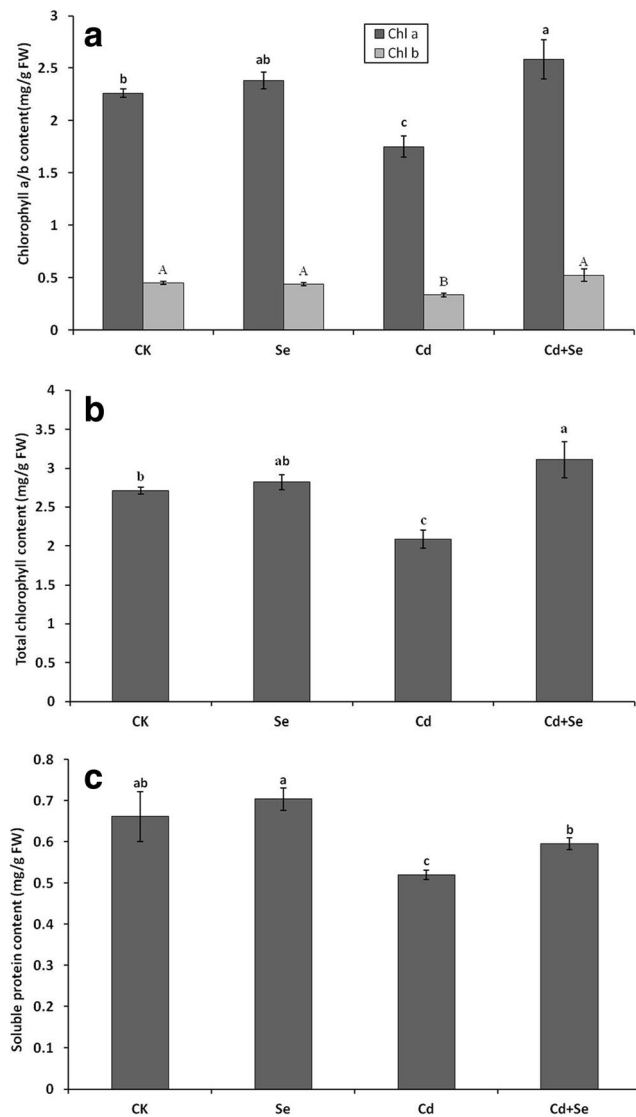 a
Chl a
Chl b
Chlorophyll a/b content(mg/g FW)
3
2.5
2
1.5
1
0.5
0
b
A
ab
A
c
B
a
A
CK Se Cd Cd+Se
b
Total chlorophyll content (mg/g FW)
4
3.5
3
2.5
2
1.5
1
0.5
0
b
ab
c
a
CK Se Cd Cd+Se
c
Soluble protein content (mg/g FW)
0.8
0.7
0.6
0.5
0.4
0.3
0.2
0.1
0
ab
a
c
b
CK Se Cd Cd+Se